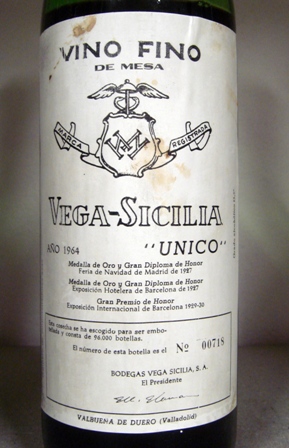 VINO FINO
DE MESA
MARCA REGISTRADA
VEGA-SICILIA
AÑO 1964 "UNICO"
Medalla de Oro y Gran Diploma de Honor
Feria de Navidad de Madrid de 1927
Medalla de Oro y Gran Diploma de Honor
Exposición Hotelera de Barcelona de 1927
Gran Premio de Honor
Exposición Internacional de Barcelona 1929-30
Esta cosecha se ha escogido para ser embo-
tellada y consta de 96.000 botellas.
El número de esta botella es el Nº 00718
BODEGAS VEGA SICILIA, S. A.
El Presidente
VALBUENA DE DUERO (Valladolid)